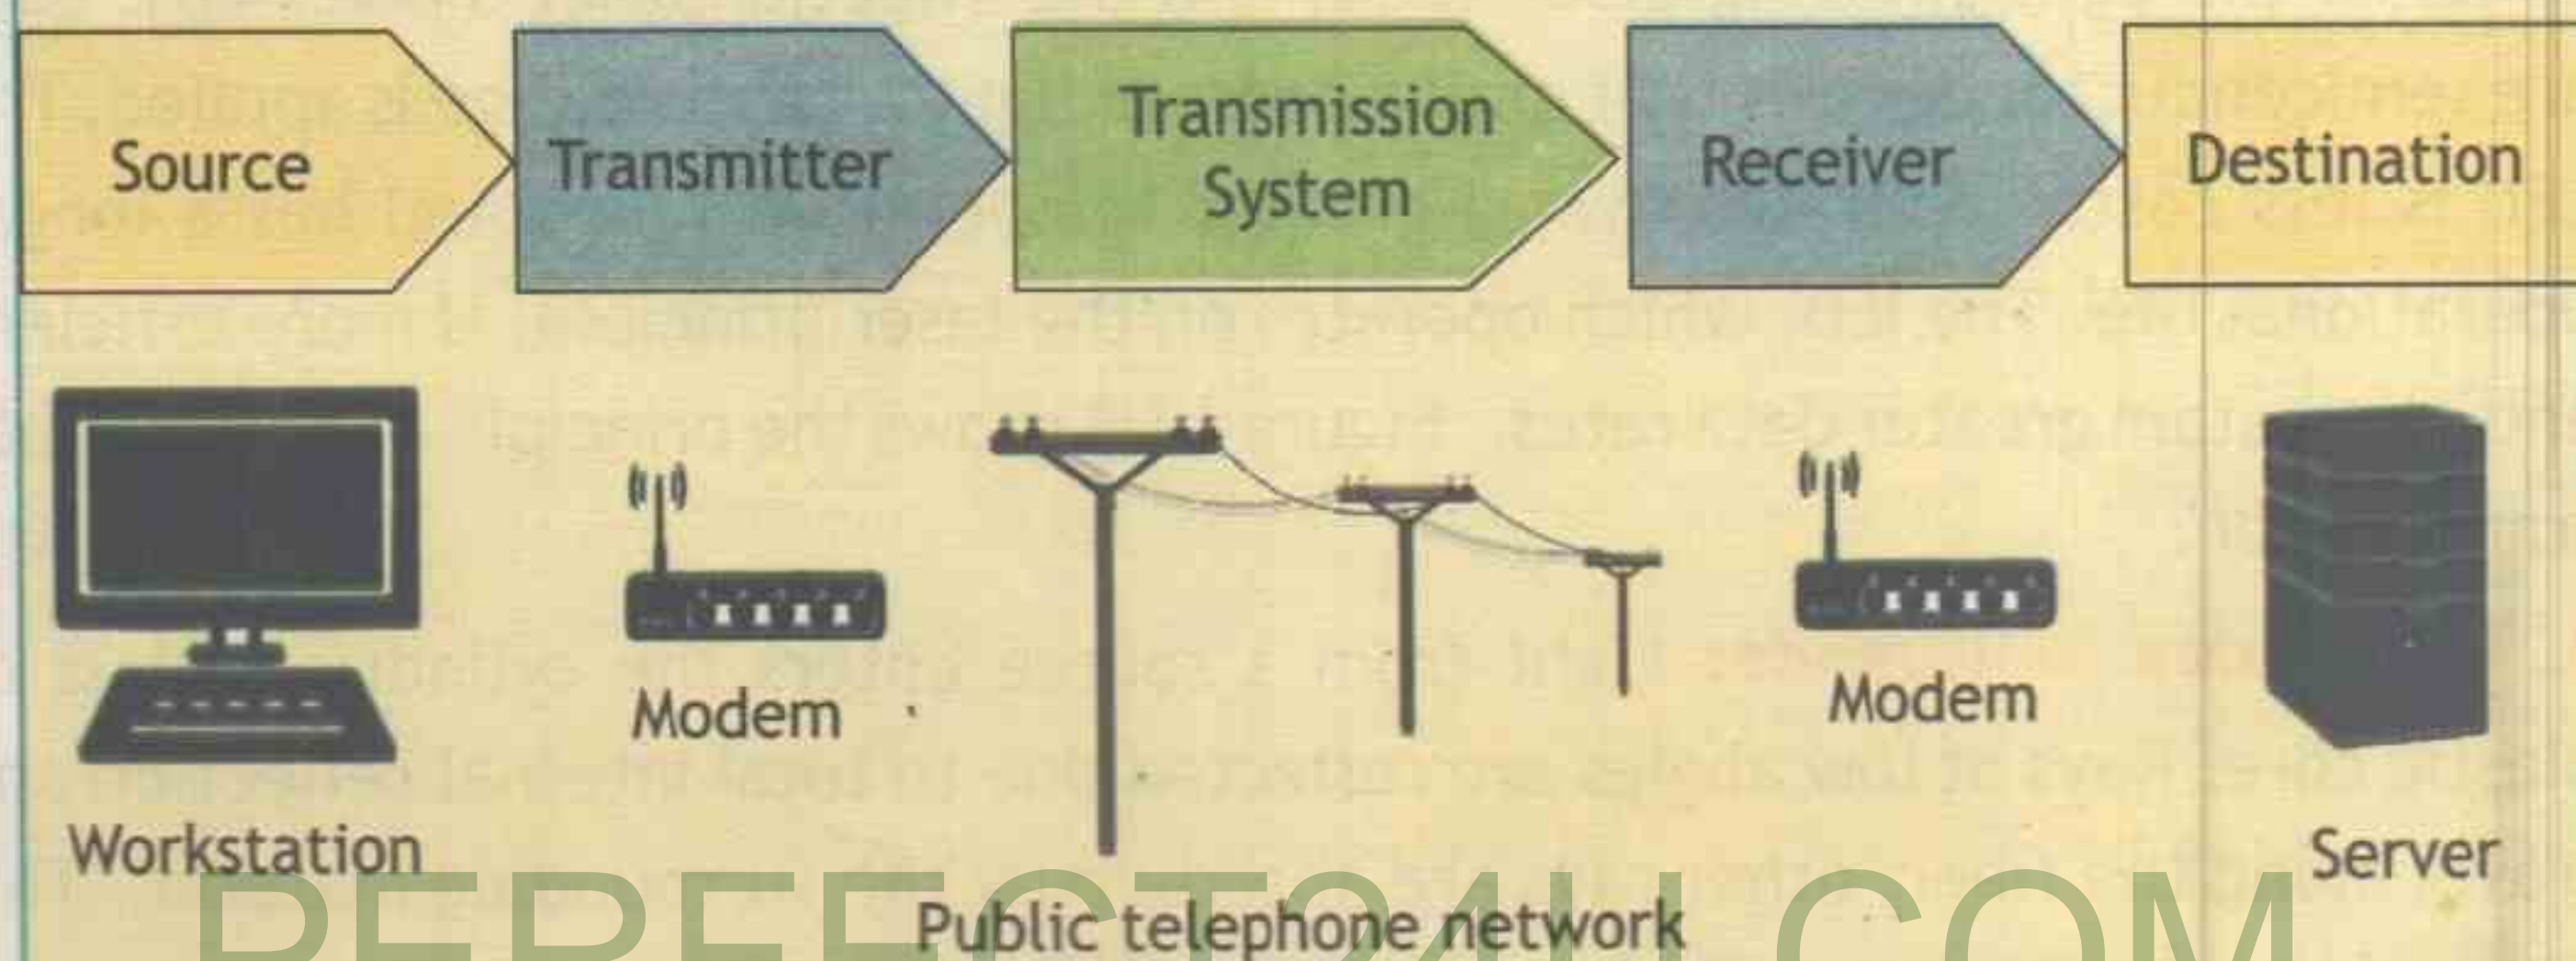 Source
Transmitter
Transmission
System
Receiver
Destination
Modem
Modem
Workstation
Server
Public telephone network
PERFECT24U.COM